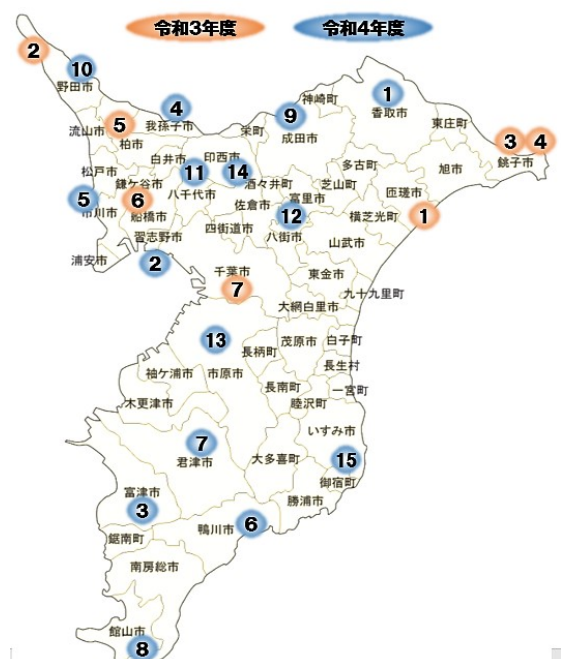 令和3年度
令和4年度
2
10
野田市
4
我孫子市
5
流山市
柏市
白井市
印西市
栄町
9
成田市
神崎町
1
香取市
東庄町
3
4
銚子市
旭市
多古町
匝瑳市
松戸市
鎌ケ谷市
11
14
酒々井町
芝山町
5
市川市
6
船橋市
八千代市
佐倉市
富里市
12
八街市
横芝光町
1
習志野市
四街道市
山武市
浦安市
2
千葉市
7
東金市
九十九里町
大網白里市
13
長柄町
茂原市
白子町
長生村
袖ケ浦市
市原市
長南町
一宮町
睦沢町
木更津市
いすみ市
7
君津市
大多喜町
15
御宿町
勝浦市
富津市
3
6
鴨川市
鋸南町
南房総市
館山市
8